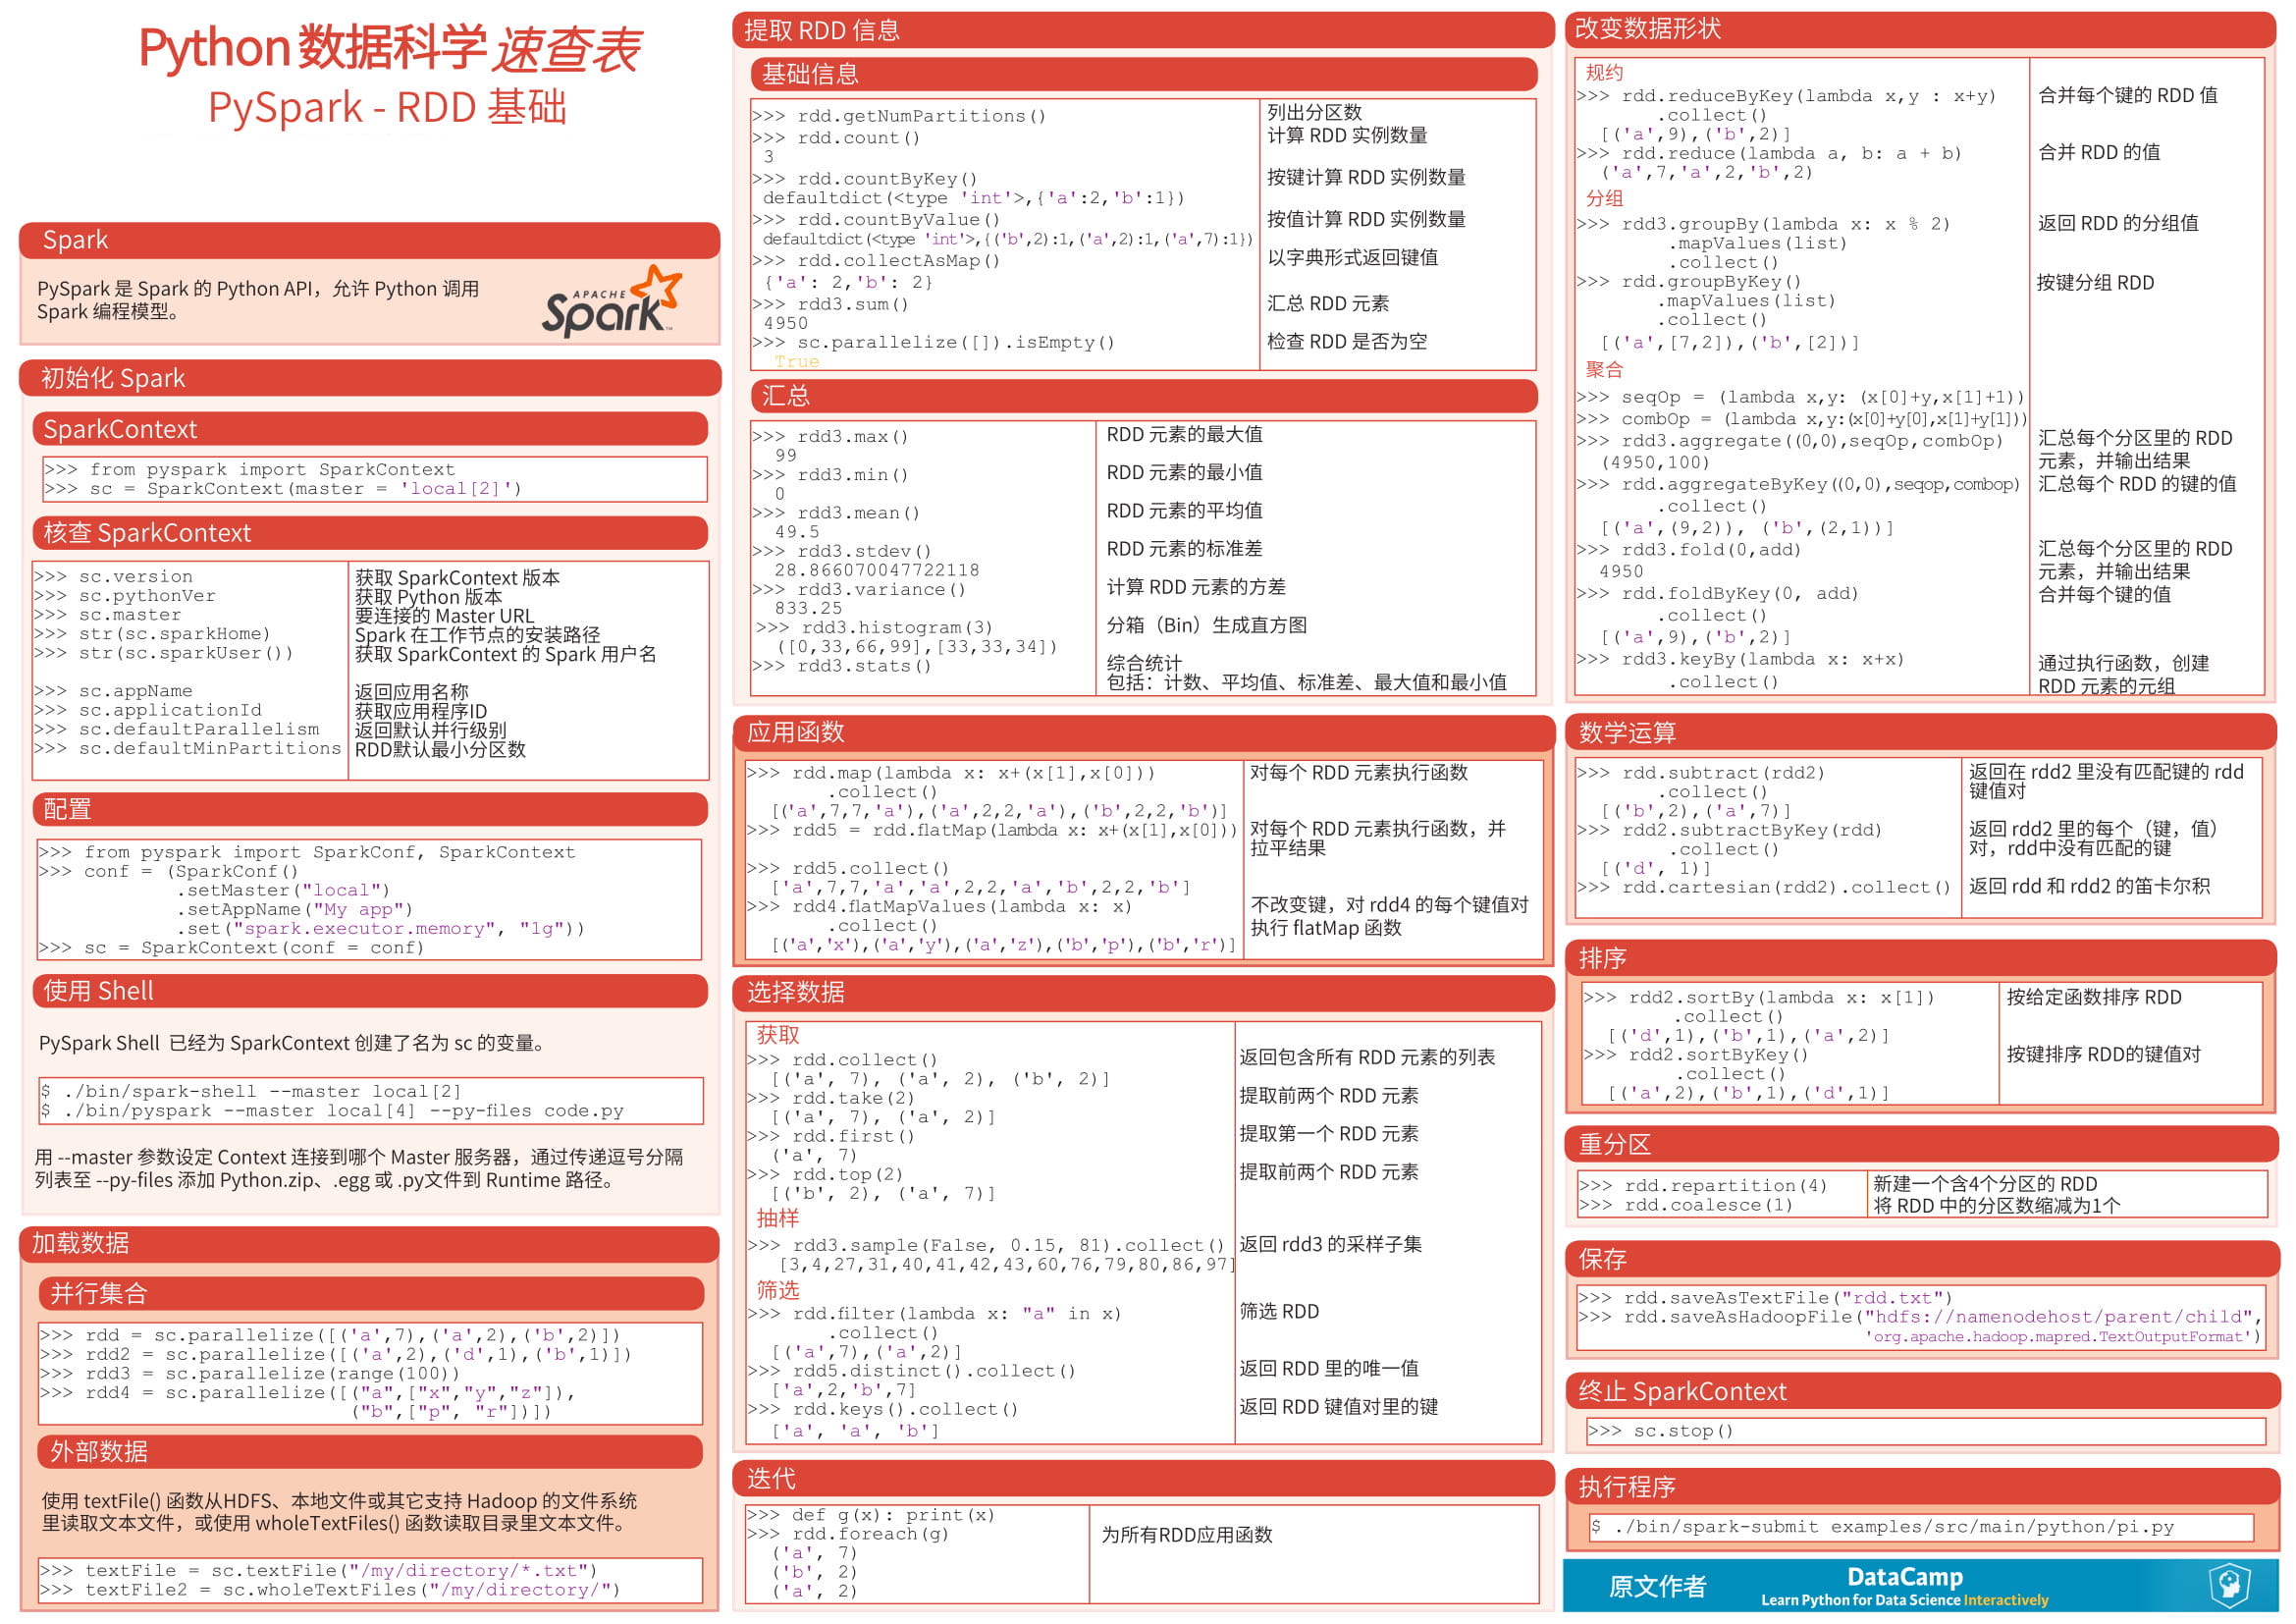 Python 数据科学 速查表
PySpark - RDD 基础
Spark
PySpark 是 Spark 的 Python API，允许 Python 调用
Spark 编程模型。
APACHE
Spark™
初始化 Spark
SparkContext
>>> from pyspark import SparkContext
>>> sc = SparkContext(master = 'local[2]')
核查 SparkContext
>>> sc.version 获取 SparkContext 版本
>>> sc.pythonVer 获取 Python 版本
>>> sc.master 要连接的 Master URL
>>> str(sc.sparkHome) Spark 在工作节点的安装路径
>>> str(sc.sparkUser()) 获取 SparkContext 的 Spark 用户名
>>> sc.appName 返回应用名称
>>> sc.applicationId 获取应用程序ID
>>> sc.defaultParallelism 返回默认并行级别
>>> sc.defaultMinPartitions RDD默认最小分区数
配置
>>> from pyspark import SparkConf, SparkContext
>>> conf = (SparkConf()
.setMaster("local")
.setAppName("My app")
.set("spark.executor.memory", "1g"))
>>> sc = SparkContext(conf = conf)
使用 Shell
PySpark Shell 已经为 SparkContext 创建了名为 sc 的变量。
$ ./bin/spark-shell --master local[2]
$ ./bin/pyspark --master local[4] --py-files code.py
用 --master 参数设定 Context 连接到哪个 Master 服务器，通过传递逗号分隔
列表至 --py-files 添加 Python.zip、.egg 或 .py文件到 Runtime 路径。
加载数据
并行集合
>>> rdd = sc.parallelize([('a',7),('a',2),('b',2)])
>>> rdd2 = sc.parallelize([('a',2),('d',1),('b',1)])
>>> rdd3 = sc.parallelize(range(100))
>>> rdd4 = sc.parallelize([("a",["x","y","z"]),
("b",["p", "r"])])
外部数据
使用 textFile() 函数从HDFS、本地文件或其它支持 Hadoop 的文件系统
里读取文本文件，或使用 wholeTextFiles() 函数读取目录里文本文件。
>>> textFile = sc.textFile("/my/directory/*.txt")
>>> textFile2 = sc.wholeTextFiles("/my/directory/")
提取 RDD 信息
基础信息
>>> rdd.getNumPartitions() 列出分区数
>>> rdd.count() 计算 RDD 实例数量
3
>>> rdd.countByKey() 按键计算 RDD 实例数量
defaultdict(<type 'int'>,{'a':2,'b':1})
>>> rdd.countByValue() 按值计算 RDD 实例数量
defaultdict(<type 'int'>,{('b',2):1,('a',2):1,('a',7):1})
>>> rdd.collectAsMap() 以字典形式返回键值
{'a': 2,'b': 2}
>>> rdd3.sum() 汇总 RDD 元素
4950
>>> sc.parallelize([]).isEmpty() 检查 RDD 是否为空
True
汇总
>>> rdd3.max() RDD 元素的最大值
99
>>> rdd3.min() RDD 元素的最小值
0
>>> rdd3.mean() RDD 元素的平均值
49.5
>>> rdd3.stdev() RDD 元素的标准差
28.866070047722118
>>> rdd3.variance() 计算 RDD 元素的方差
833.25
>>> rdd3.histogram(3) 分箱（Bin）生成直方图
([0,33,66,99],[33,33,34])
>>> rdd3.stats() 综合统计
包括：计数、平均值、标准差、最大值和最小值
应用函数
>>> rdd.map(lambda x: x+(x[1],x[0])) 对每个 RDD 元素执行函数
.collect()
[('a',7,7,'a'),('a',2,2,'a'),('b',2,2,'b')]
>>> rdd5 = rdd.flatMap(lambda x: x+(x[1],x[0])) 对每个 RDD 元素执行函数，并
拉平结果
>>> rdd5.collect()
['a',7,7,'a','a',2,2,'a','b',2,2,'b']
>>> rdd4.flatMapValues(lambda x: x) 不改变键，对 rdd4 的每个键值对
.collect() 执行 flatMap 函数
[('a','x'),('a','y'),('a','z'),('b','p'),('b','r')]
选择数据
获取
>>> rdd.collect() 返回包含所有 RDD 元素的列表
[('a', 7), ('a', 2), ('b', 2)]
>>> rdd.take(2) 提取前两个 RDD 元素
[('a', 7), ('a', 2)]
>>> rdd.first() 提取第一个 RDD 元素
('a', 7)
>>> rdd.top(2) 提取前两个 RDD 元素
[('b', 2), ('a', 7)]
抽样
>>> rdd3.sample(False, 0.15, 81).collect() 返回 rdd3 的采样子集
[3,4,27,31,40,41,42,43,60,76,79,80,86,97]
筛选
>>> rdd.filter(lambda x: "a" in x) 筛选 RDD
.collect()
[('a',7),('a',2)]
>>> rdd5.distinct().collect() 返回 RDD 里的唯一值
['a',2,'b',7]
>>> rdd.keys().collect() 返回 RDD 键值对里的键
['a', 'a', 'b']
迭代
>>> def g(x): print(x)
>>> rdd.foreach(g) 为所有RDD应用函数
('a', 7)
('b', 2)
('a', 2)
改变数据形状
规约
>>> rdd.reduceByKey(lambda x,y : x+y) 合并每个键的 RDD 值
.collect()
[('a',9),('b',2)]
>>> rdd.reduce(lambda a, b: a + b) 合并 RDD 的值
('a',7,'a',2,'b',2)
分组
>>> rdd3.groupBy(lambda x: x % 2) 返回 RDD 的分组值
.mapValues(list)
.collect()
>>> rdd.groupByKey() 按键分组 RDD
.mapValues(list)
.collect()
[('a',[7,2]),('b',[2])]
聚合
>>> seqOp = (lambda x,y: (x[0]+y,x[1]+1))
>>> combOp = (lambda x,y:(x[0]+y[0],x[1]+y[1]))
>>> rdd3.aggregate((0,0),seqOp,combOp) 汇总每个分区里的 RDD
(4950,100) 元素，并输出结果
>>> rdd.aggregateByKey((0,0),seqop,combop) 汇总每个 RDD 的键的值
.collect()
[('a',(9,2)), ('b',(2,1))]
>>> rdd3.fold(0,add) 汇总每个分区里的 RDD
4950 元素，并输出结果
>>> rdd.foldByKey(0, add) 合并每个键的值
.collect()
[('a',9),('b',2)]
>>> rdd3.keyBy(lambda x: x+x) 通过执行函数，创建
.collect() RDD 元素的元组
数学运算
>>> rdd.subtract(rdd2) 返回在 rdd2 里没有匹配键的 rdd
.collect() 键值对
[('b',2),('a',7)]
>>> rdd2.subtractByKey(rdd) 返回 rdd2 里的每个（键，值）
.collect() 对，rdd中没有匹配的键
[('d', 1)]
>>> rdd.cartesian(rdd2).collect() 返回 rdd 和 rdd2 的笛卡尔积
排序
>>> rdd2.sortBy(lambda x: x[1]) 按给定函数排序 RDD
.collect()
[('d',1),('b',1),('a',2)]
>>> rdd2.sortByKey() 按键排序 RDD的键值对
.collect()
[('a',2),('b',1),('d',1)]
重分区
>>> rdd.repartition(4) 新建一个含4个分区的 RDD
>>> rdd.coalesce(1) 将 RDD 中的分区数缩减为1个
保存
>>> rdd.saveAsTextFile("rdd.txt")
>>> rdd.saveAsHadoopFile("hdfs://namenodehost/parent/child",
'org.apache.hadoop.mapred.TextOutputFormat')
终止 SparkContext
>>> sc.stop()
执行程序
$ ./bin/spark-submit examples/src/main/python/pi.py
原文作者
DataCamp
Learn Python for Data Science Interactively